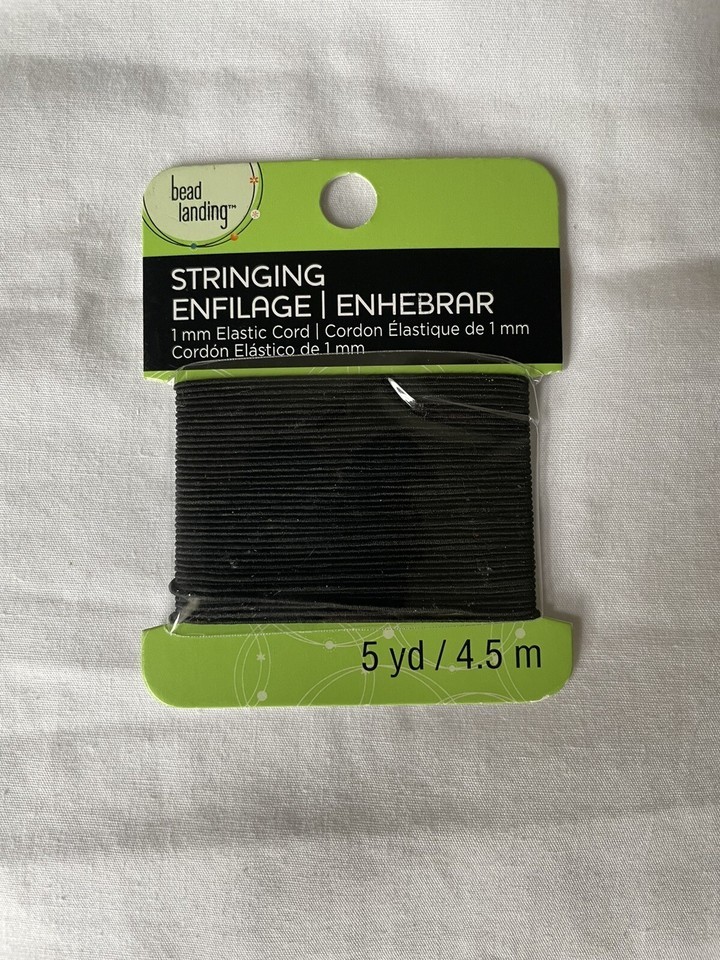 bead
landing™
STRINGING
ENFILAGE | ENHEBRAR
1 mm Elastic Cord | Cordon Élastique de 1 mm
Cordón Elástico de 1 mm
5 yd / 4.5 m